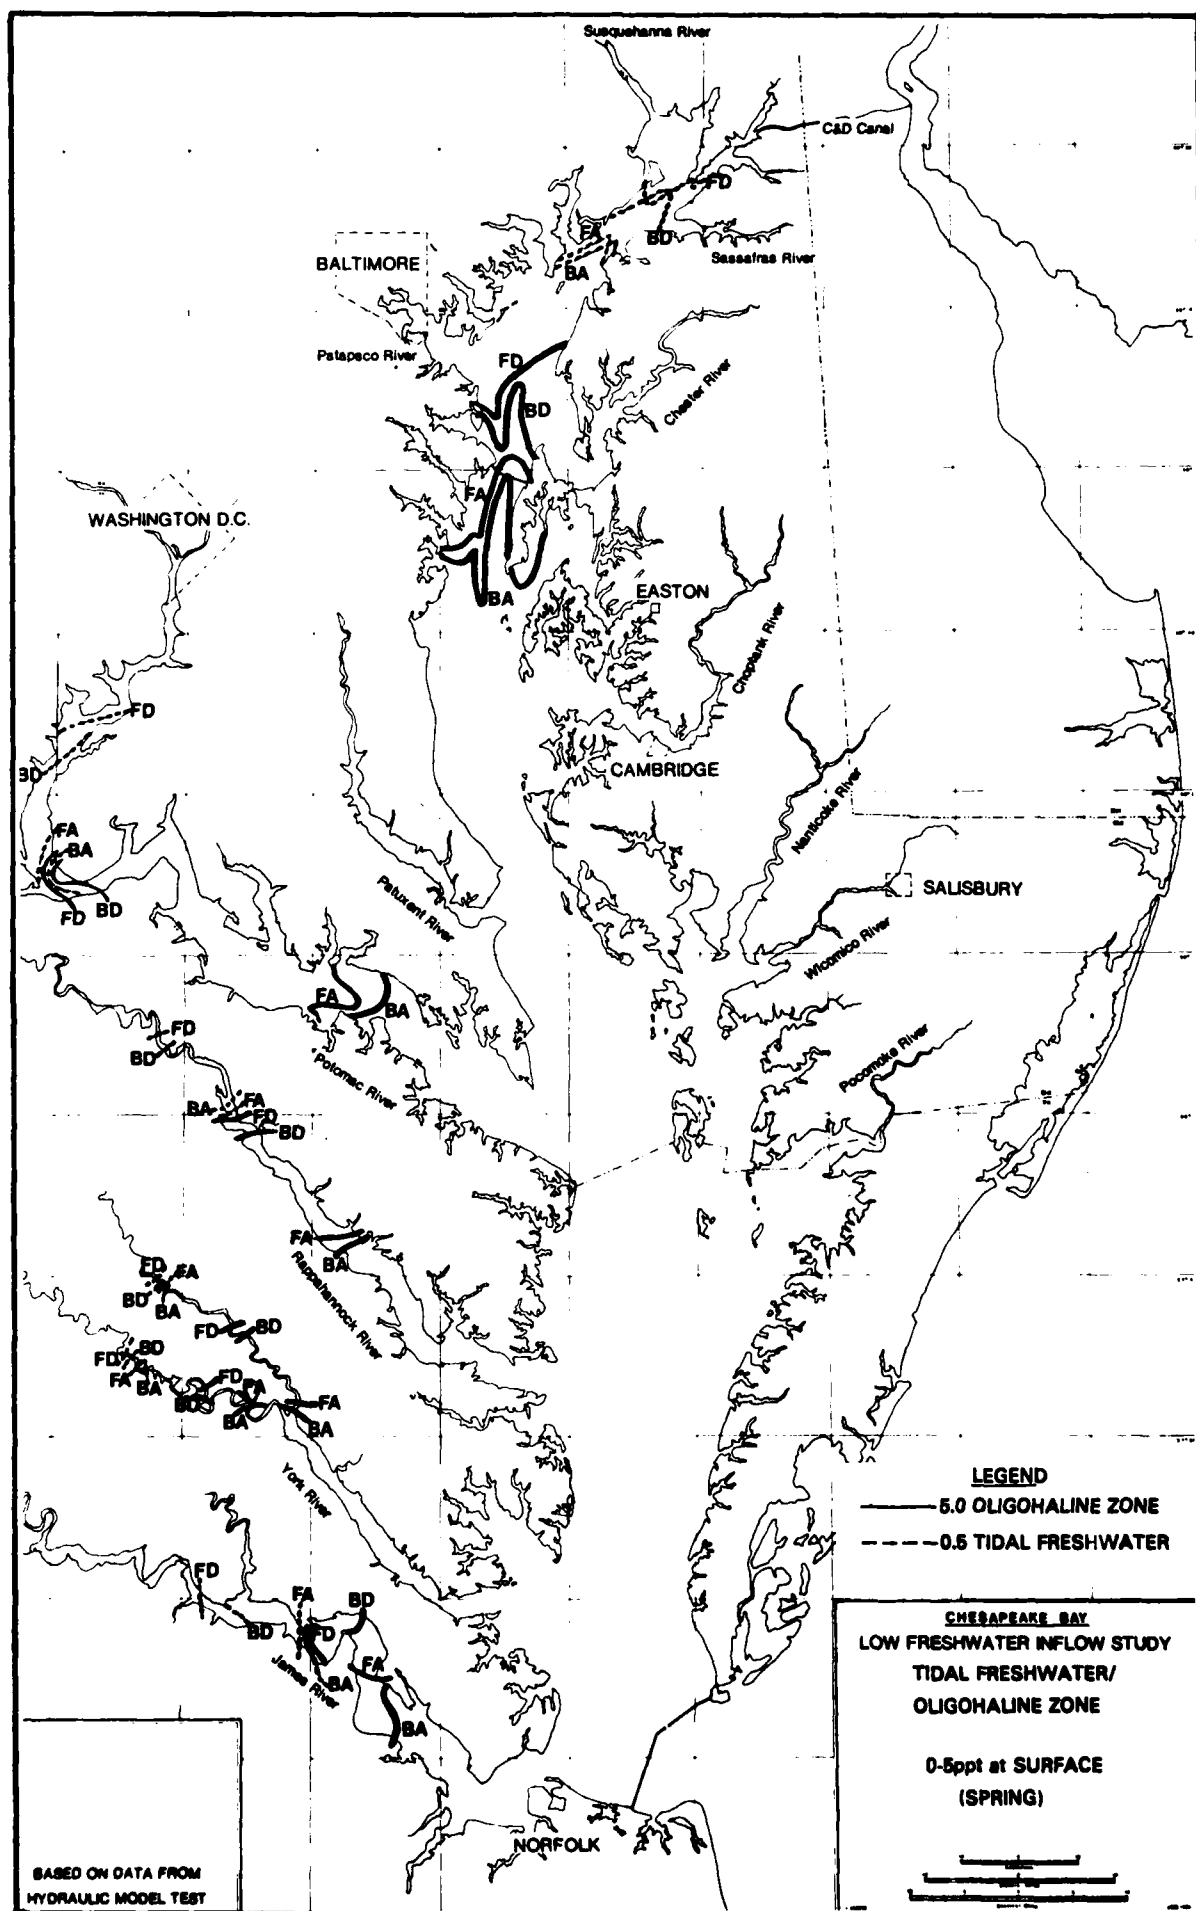 Susquehanna River
C&D Canal
FD
FA
BD
BA
Sassafras River
BALTIMORE
Patapsco River
FD
BD
Chester River
FA
WASHINGTON D.C.
BA
EASTON
Choptank River
FD
BD
CAMBRIDGE
Nanticoke River
FA
BA
FD
BD
Patuxent River
SALISBURY
Wicomico River
FA
BA
FD
BD
Potomac River
Pocomoke River
BA
FA
FD
BD
FA
BA
Rappahannock River
FD
FA
BD
BA
FD
BD
BD
FD
FA
BA
FD
FA
BD
BA
FA
BA
York River
LEGEND
5.0 OLIGOHALINE ZONE
0.5 TIDAL FRESHWATER
FD
FA
BD
BD
FD
FA
BA
James River
BA
CHESAPEAKE BAY
LOW FRESHWATER INFLOW STUDY
TIDAL FRESHWATER/
OLIGOHALINE ZONE
0-5ppt at SURFACE
(SPRING)
NORFOLK
BASED ON DATA FROM
HYDRAULIC MODEL TEST